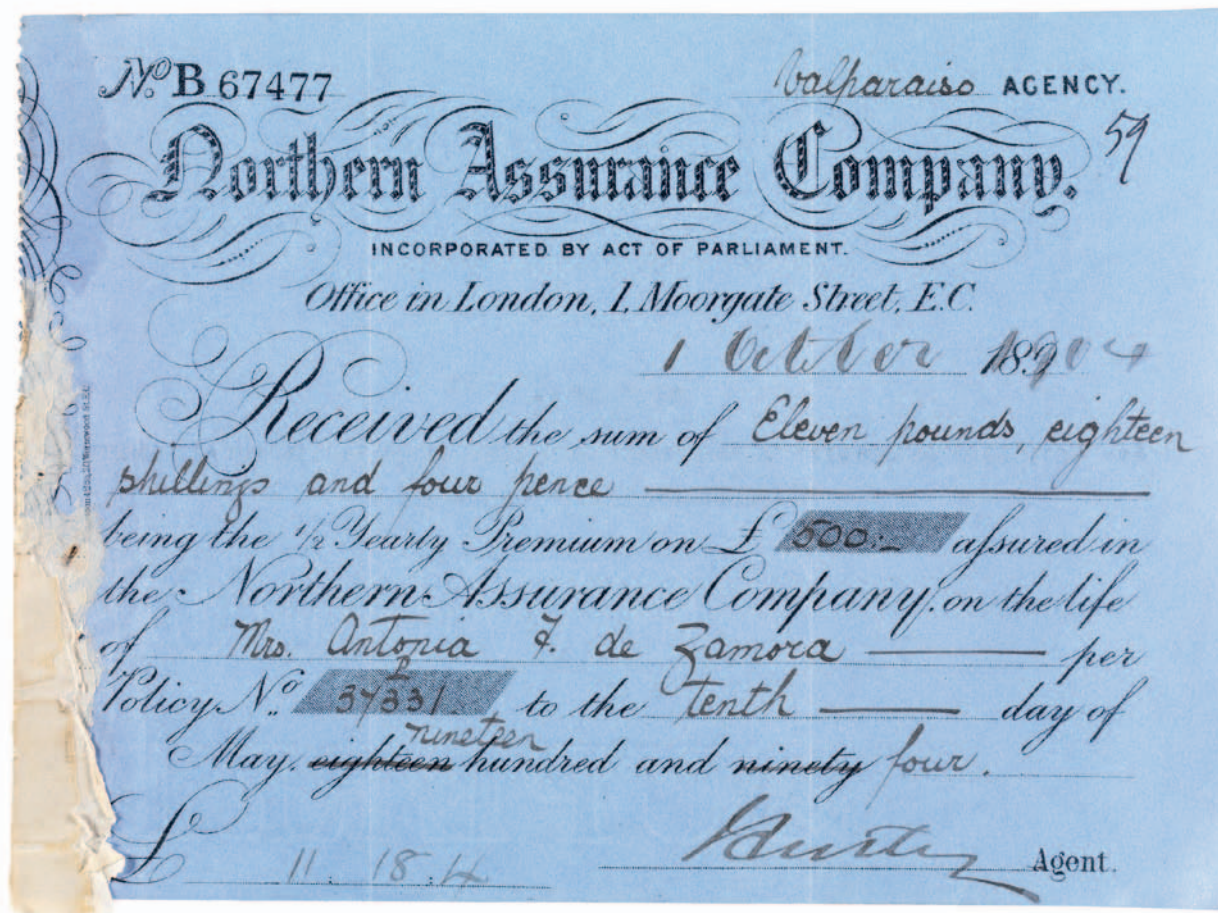 No. B 67477 Valparaiso AGENCY.
59
Northern Assurance Company.
INCORPORATED BY ACT OF PARLIAMENT.
Office in London, 1, Moorgate Street, E.C.
1 October 1904
Received the sum of Eleven pounds, eighteen
shillings and four pence
being the 1/2 Yearly Premium on £ 500:- assured in
the Northern Assurance Company, on the life
of Mrs. Antonia F. de Zamora per
Policy No. 37331 to the tenth day of
nineteen
May. eighteen hundred and ninety four.
£ 11. 18. 4 Agent.